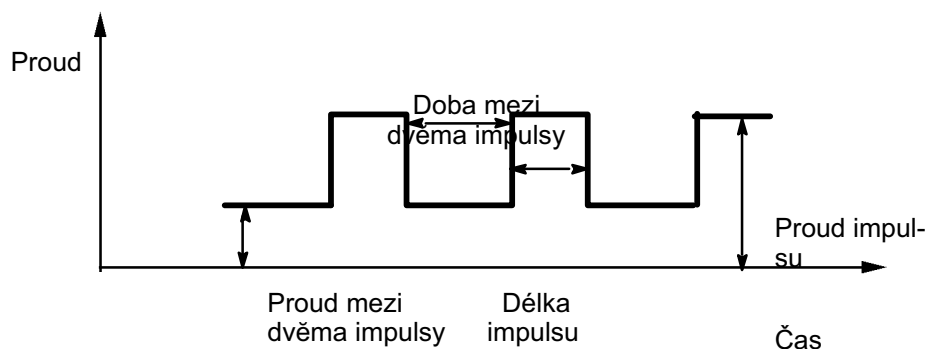 Proud
Doba mezi
dvěma impulsy
Proud impul-
su
Proud mezi
dvěma impulsy
Délka
impulsu
Čas